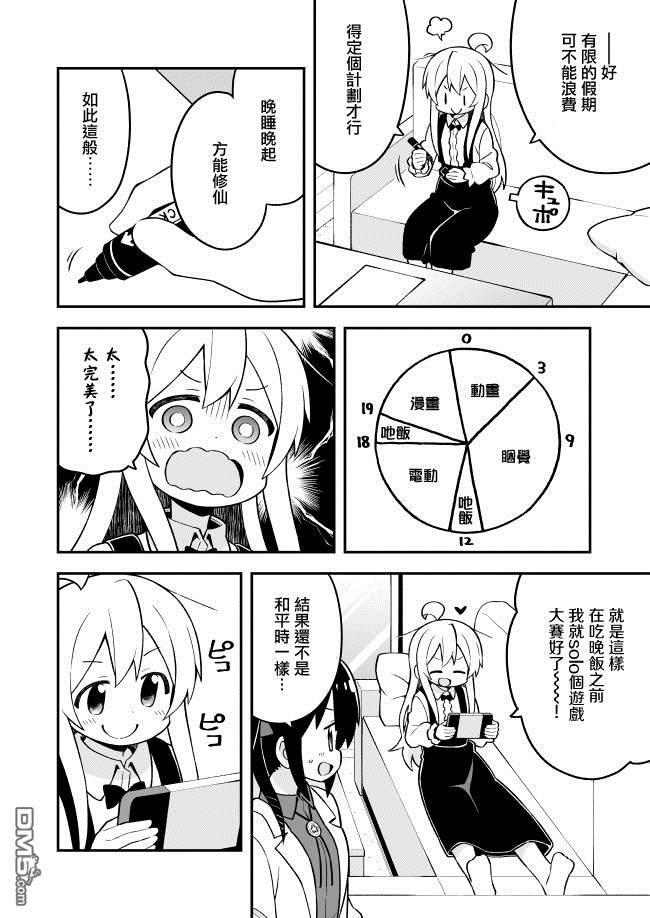 ——好
有限的假期
可不能浪費
得定個計劃才行
キュポ
晚睡晚起
方能修仙
如此這般……
CK
0
3
9
12
18
19
動畫
睏覺
吔飯
電動
吔飯
漫畫
太……
太完美了……
就是這樣
在吃晚飯之前
我就solo個遊戲
大賽好了~~~!
結果還不是
和平時一樣…
ピコ
ピコ
DM5